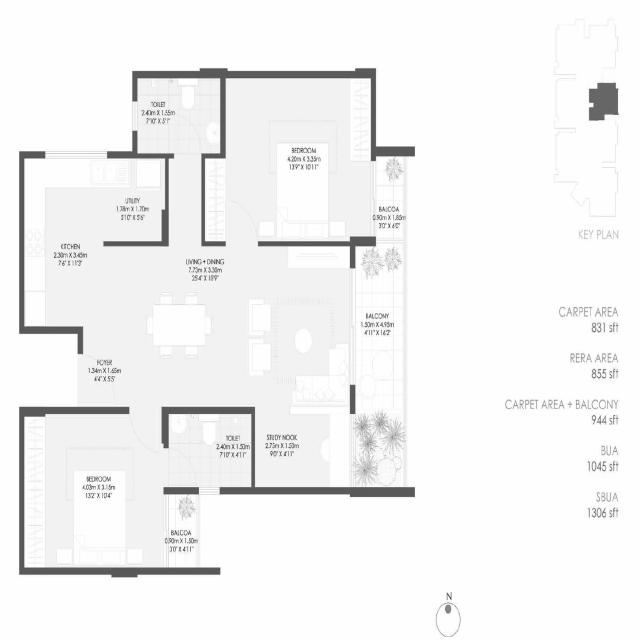 TOILET
2.40m X 1.55m
7'10" X 5'1"
BEDROOM
4.20m X 3.35m
13'9" X 10'11"
UTILITY
1.78m X 1.70m
5'10" X 5'6"
BALCOA
0.90m X 1.85m
3'0" X 6'0"
KITCHEN
2.30m X 3.45m
7'6" X 11'3"
LIVING + DINING
7.73m X 3.30m
25'4" X 10'9"
BALCONY
1.50m X 4.95m
4'11" X 16'2"
FOYER
1.34m X 1.65m
4'4" X 5'5"
TOILET
2.40m X 1.50m
7'10" X 4'11"
STUDY NOOK
2.75m X 1.50m
9'0" X 4'11"
BEDROOM
4.03m X 3.15m
13'2" X 10'4"
BALCOA
0.90m X 1.50m
3'0" X 4'11"
KEY PLAN
CARPET AREA
831 sft
RERA AREA
855 sft
CARPET AREA + BALCONY
944 sft
BUA
1045 sft
SBUA
1306 sft
N